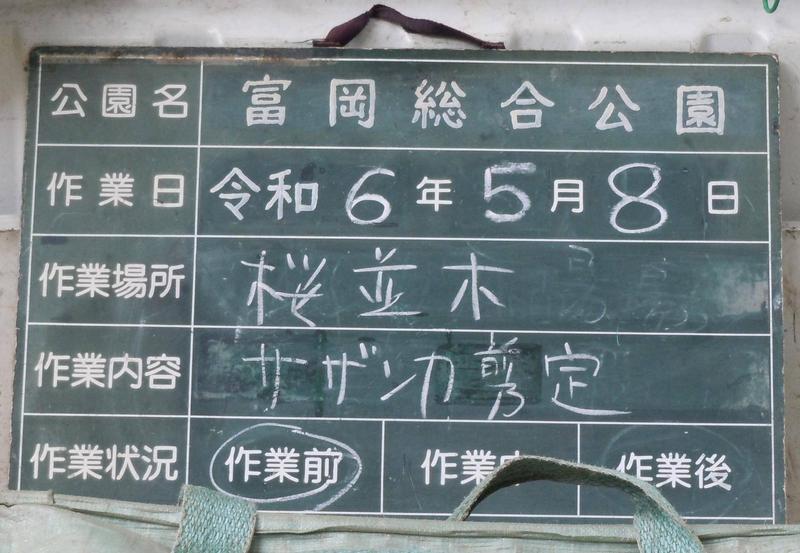 公園名 富岡総合公園
作業日 令和6年5月8日
作業場所 桜並木
作業内容 サザンカ剪定
作業状況 作業前 作業中 作業後